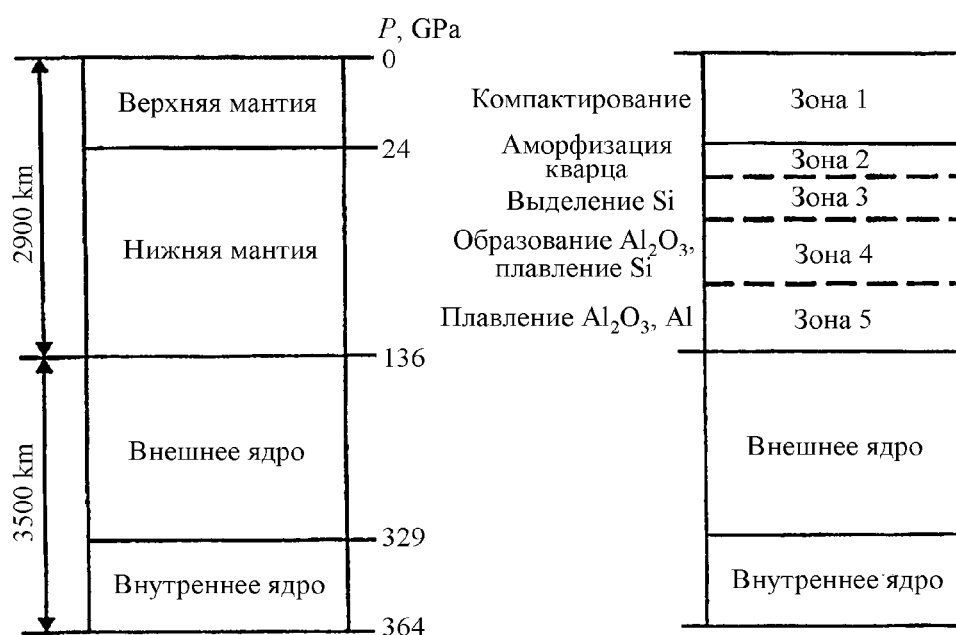 P, GPa
0
Верхняя мантия
24
2900 km
Нижняя мантия
136
3500 km
Внешнее ядро
329
Внутреннее ядро
364
Компактирование
Зона 1
Аморфизация
кварца
Зона 2
Выделение Si
Зона 3
Образование Al₂O₃,
плавление Si
Зона 4
Плавление Al₂O₃, Al
Зона 5
Внешнее ядро
Внутреннее ядро